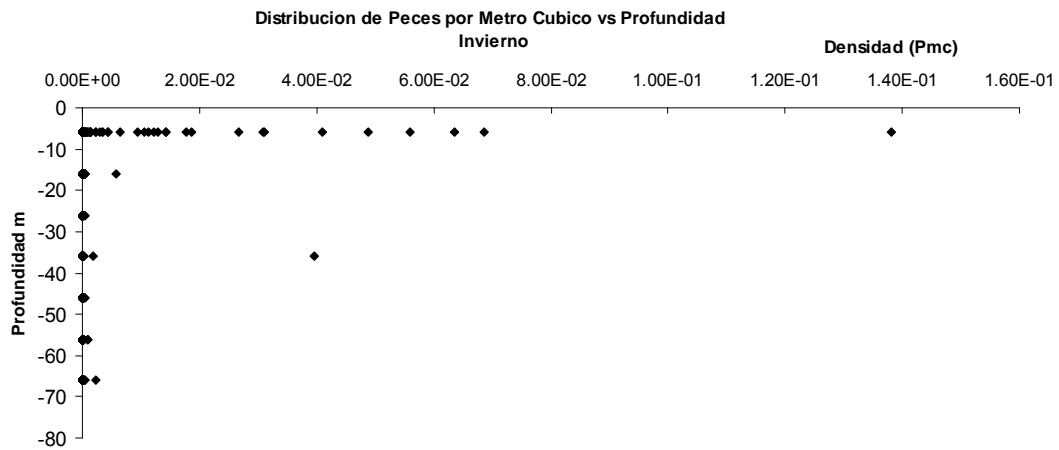 Distribucion de Peces por Metro Cubico vs Profundidad
Invierno
Densidad (Pmc)
0.00E+00 2.00E-02 4.00E-02 6.00E-02 8.00E-02 1.00E-01 1.20E-01 1.40E-01 1.60E-01
0
-10
-20
-30
-40
-50
-60
-70
-80
Profundidad m